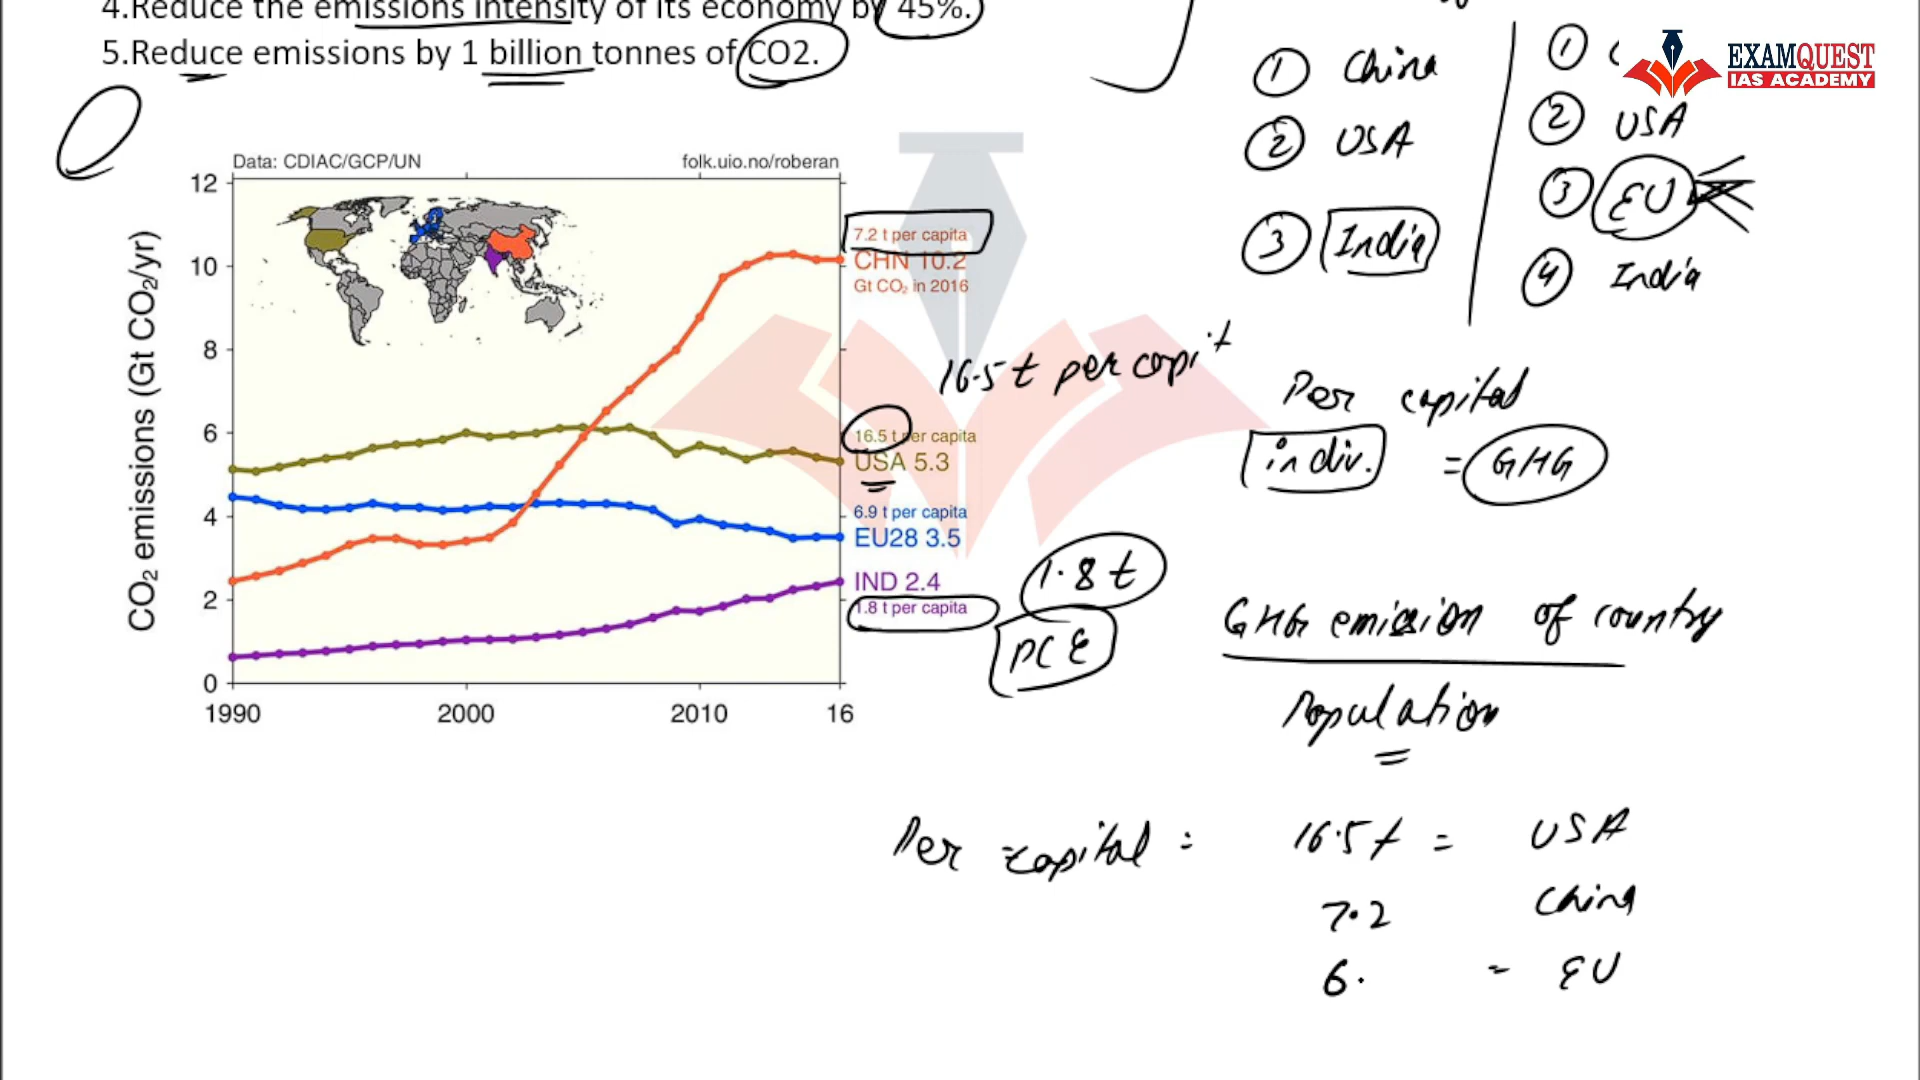 4.Reduce the emissions intensity of its economy by 45%.
5.Reduce emissions by 1 billion tonnes of CO2.
EXAMQUEST
IAS ACADEMY
1 China
2 USA
3 India
1
2 USA
3 EU
4 India
Data: CDIAC/GCP/UN
folk.uio.no/roberan
CO₂ emissions (Gt CO₂/yr)
12
10
8
6
4
2
0
1990
2000
2010
16
7.2 t per capita
CHN 10.2
Gt CO₂ in 2016
16.5 t per capita
USA 5.3
6.9 t per capita
EU28 3.5
IND 2.4
1.8 t per capita
16.5 t per capit
1.8 t
PCE
Per capital
indiv. = GHG
GHG emission of country
Population
Per capital = 16.5 t = USA
7.2 China
6. = EU